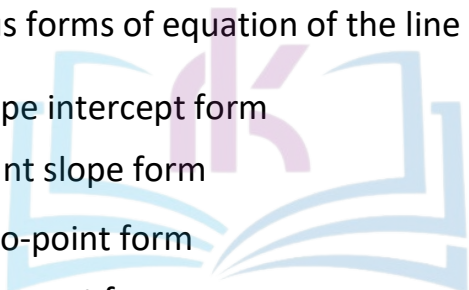 s forms of equation of the line
pe intercept form
nt slope form
o-point form